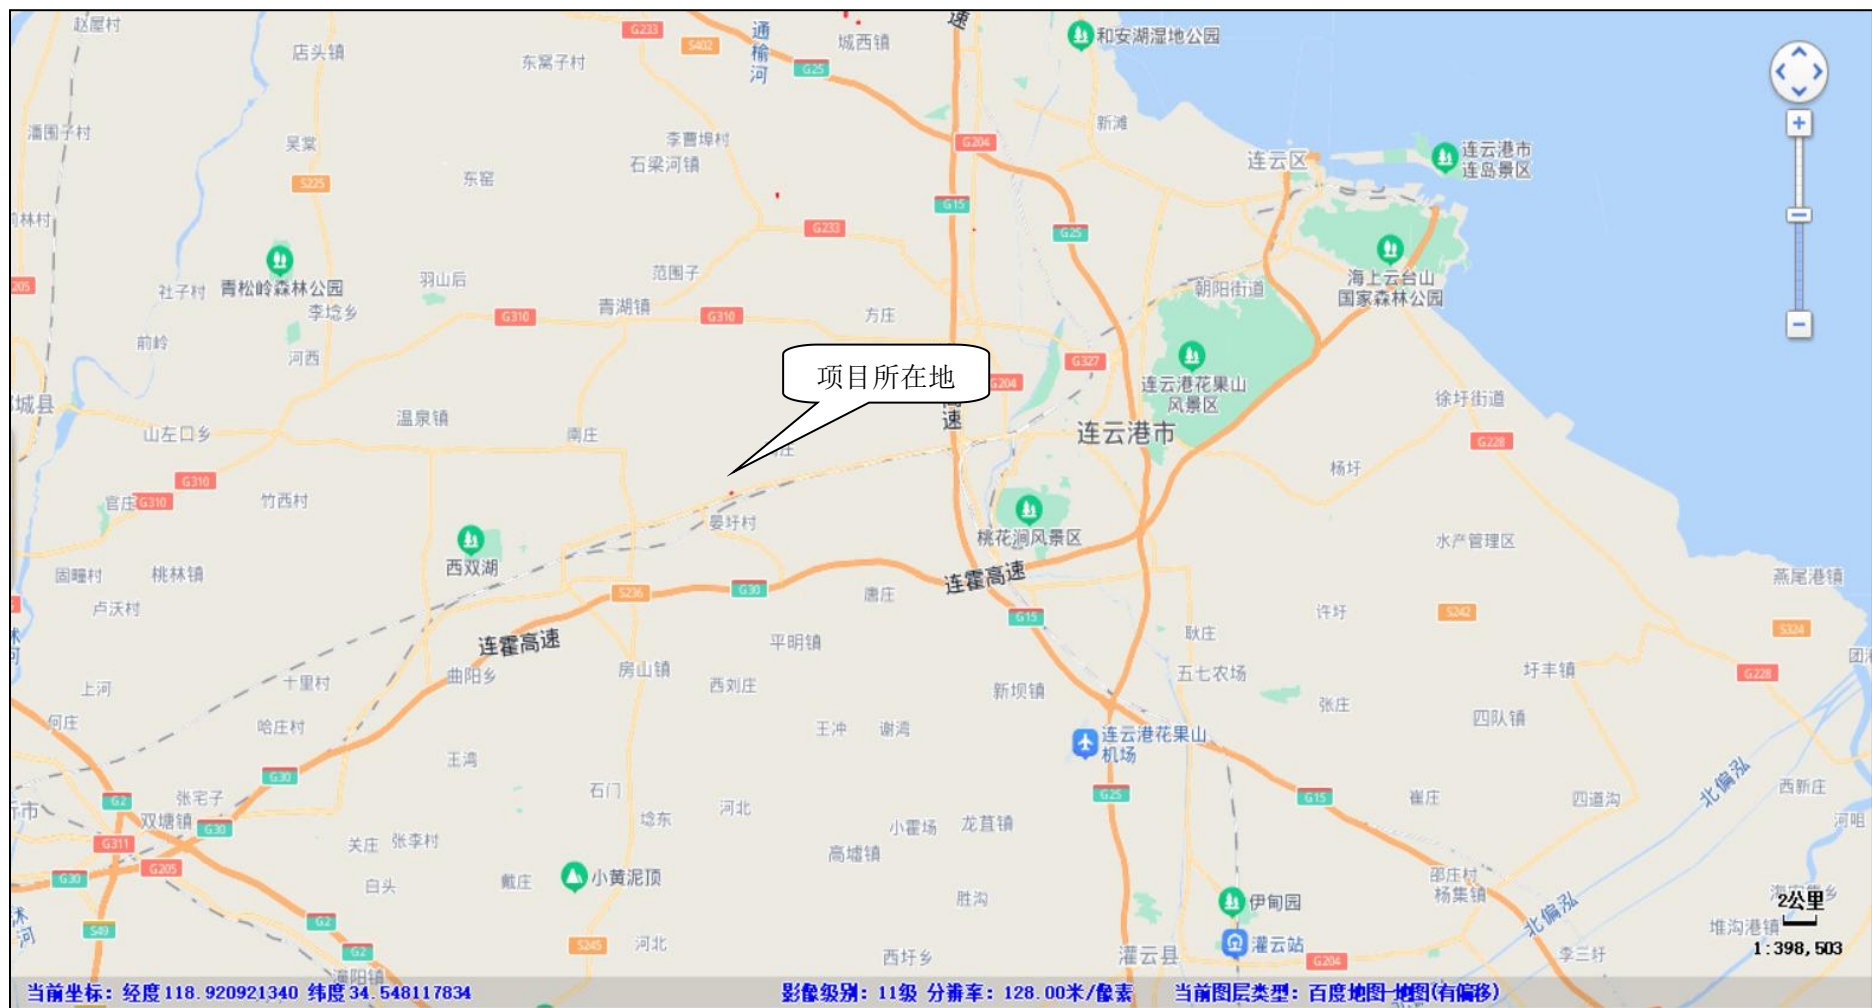 赵屋村
店头镇
G233
S402
通榆河
城西镇
速
和安湖湿地公园
东窝子村
G25
潘围子村
吴棠
李曹埠村
石梁河镇
G204
新滩
连云区
连云港市
连岛景区
S225
东窑
G15
G233
G25
青松岭森林公园
社子村
羽山后
范围子
朝阳街道
海上云台山
国家森林公园
李埝乡
G310
青湖镇
G310
方庄
前岭
河西
项目所在地
G327
G204
连云港花果山
风景区
徐圩街道
温泉镇
速
山左口乡
南庄
连云港市
G228
杨圩
G310
官庄
G310
竹西村
晏圩村
桃花涧风景区
水产管理区
西双湖
固疃村
桃林镇
连霍高速
燕尾港镇
卢沃村
S236
G30
唐庄
G15
许圩
S242
S324
连霍高速
平明镇
耿庄
上河
十里村
曲阳乡
房山镇
西刘庄
新坝镇
五七农场
圩丰镇
G228
何庄
哈庄村
王冲
谢湾
张庄
四队镇
连云港花果山
机场
王湾
G30
石门
G25
G15
崔庄
四道沟
北偏泓
西新庄
G2
张宅子
双塘镇
G30
河北
埝东
小霍场
龙苴镇
河咀
G311
关庄
张李村
高墟镇
G205
G30
白头
戴庄
小黄泥顶
邵庄村
杨集镇
胜沟
伊甸园
2公里
北偏泓
堆沟港镇
S49
G2
G2
S245
河北
西圩乡
灌云县
灌云站
G204
李三圩
1:398,503
潼阳镇
当前坐标：经度118.920921340 纬度34.548117834
影像级别：11级 分辨率：128.00米/像素
当前图层类型：百度地图-地图(有偏移)